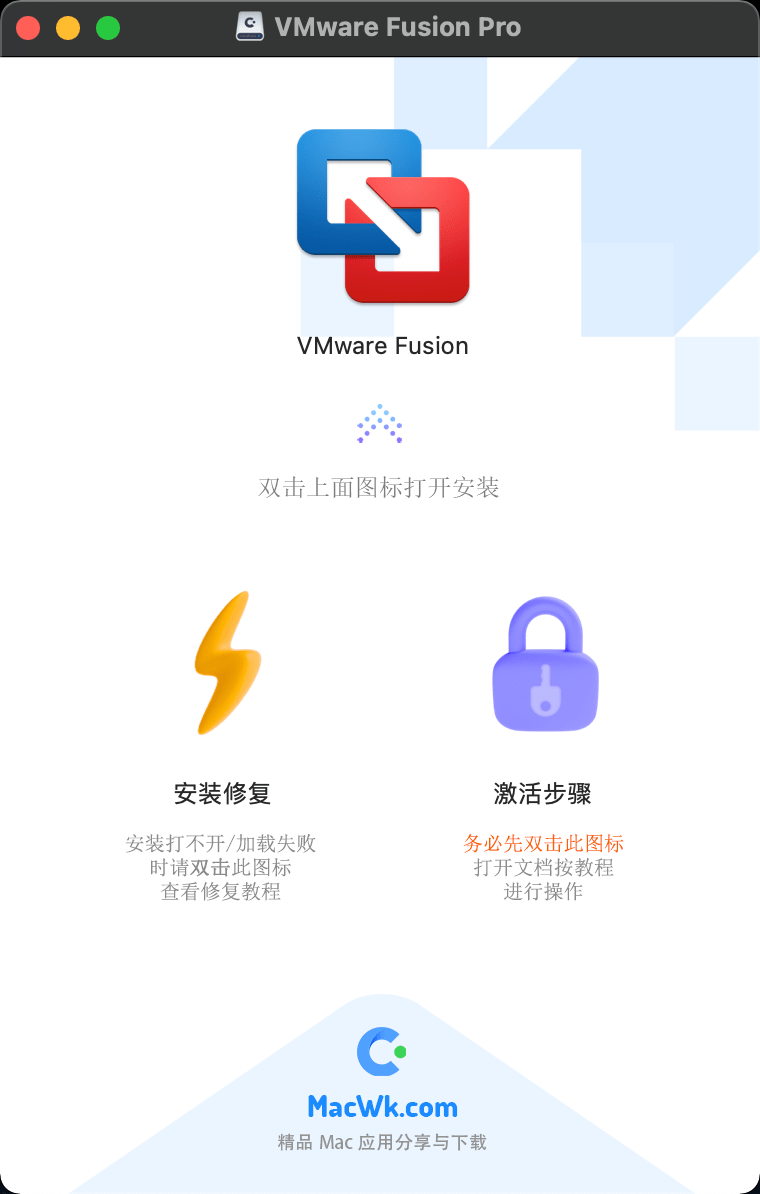 VMware Fusion Pro
VMware Fusion
双击上面图标打开安装
安装修复
安装打不开/加载失败
时请双击此图标
查看修复教程
激活步骤
务必先双击此图标
打开文档按教程
进行操作
MacWk.com
精品 Mac 应用分享与下载